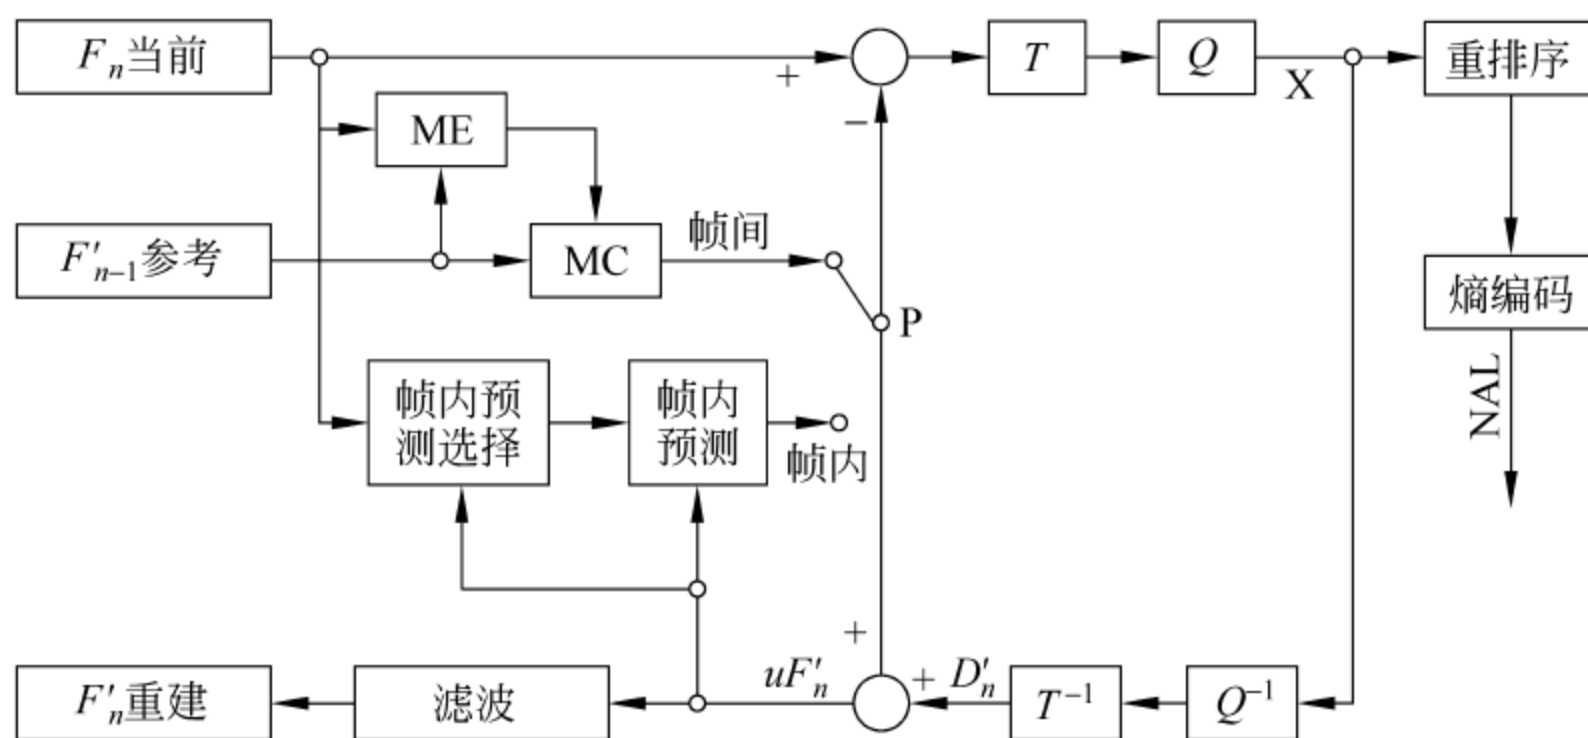 Fn当前
+
T
Q
X
重排序
ME
−
F′n−1参考
MC
帧间
P
熵编码
NAL
帧内预
测选择
帧内
预测
帧内
+
F′n重建
滤波
uF′n
+
D′n
T−1
Q−1